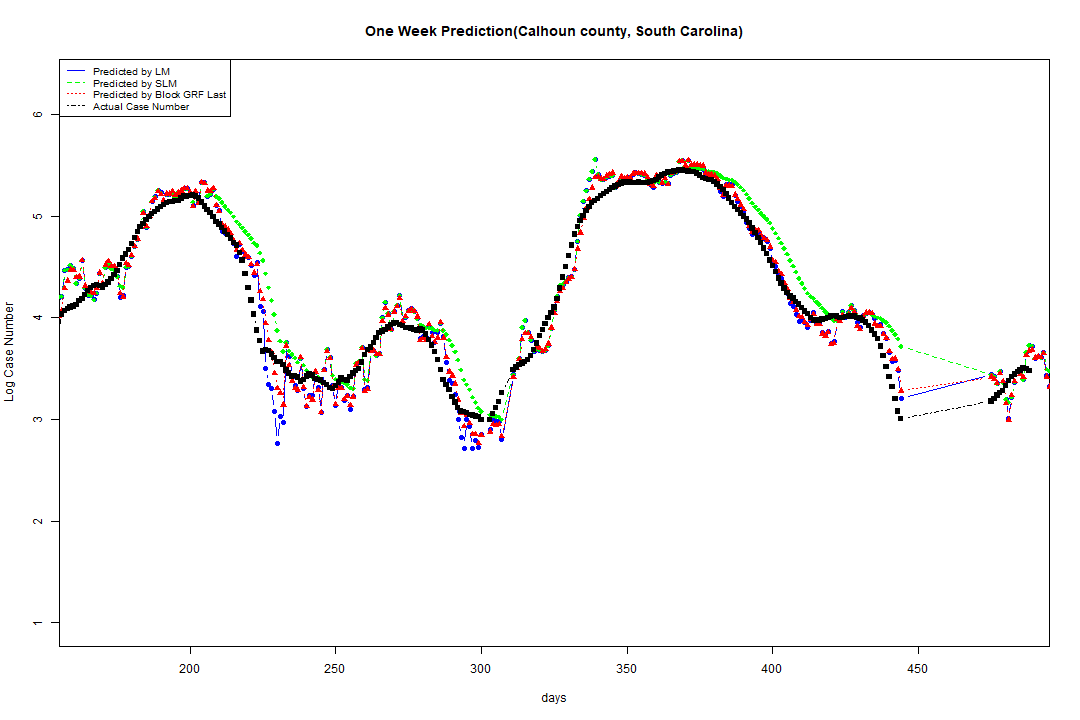 One Week Prediction(Calhoun county, South Carolina)
Predicted by LM
Predicted by SLM
Predicted by Block GRF Last
Actual Case Number
6
5
4
3
2
1
Log Case Number
200 250 300 350 400 450
days